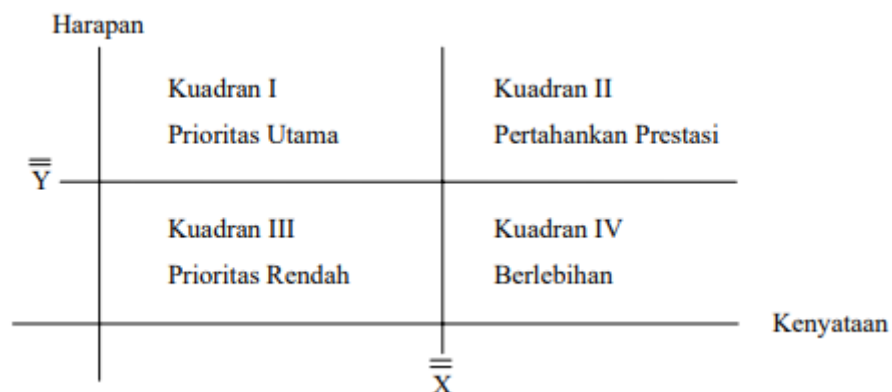 Harapan
Kuadran I
Prioritas Utama
Kuadran II
Pertahankan Prestasi
Y
Kuadran III
Prioritas Rendah
Kuadran IV
Berlebihan
Kenyataan
X